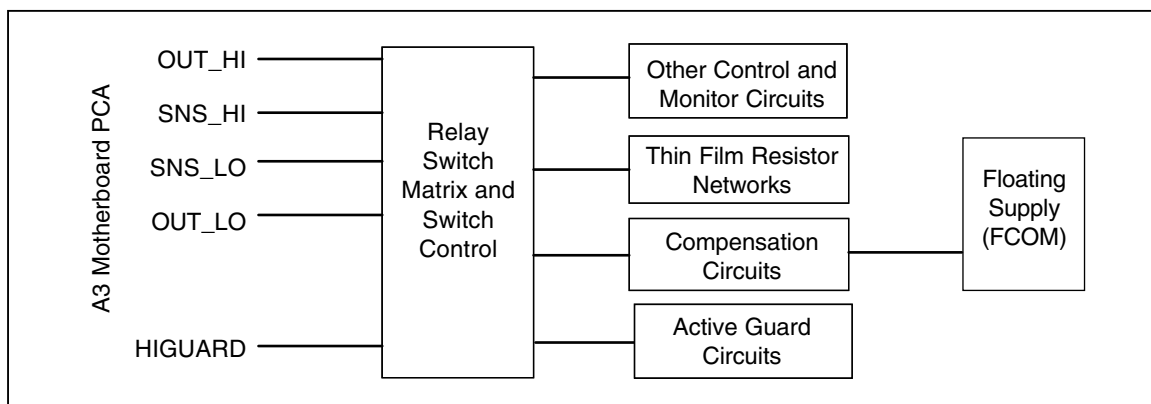 A3 Motherboard PCA
OUT_HI
SNS_HI
SNS_LO
OUT_LO
HIGUARD
Relay
Switch
Matrix and
Switch
Control
Other Control and
Monitor Circuits
Thin Film Resistor
Networks
Compensation
Circuits
Active Guard
Circuits
Floating
Supply
(FCOM)